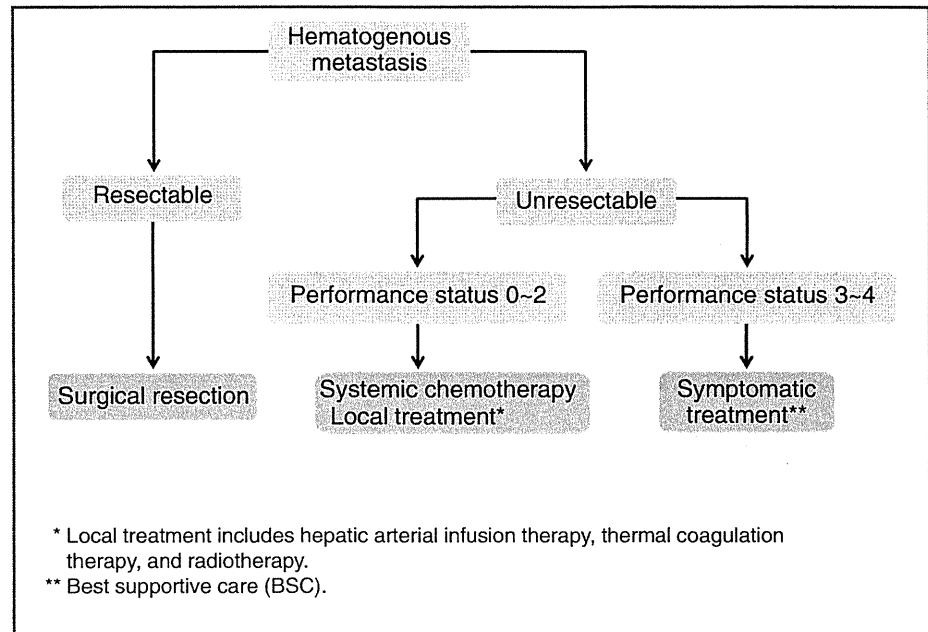 Hematogenous
metastasis
Resectable
Unresectable
Performance status 0~2
Performance status 3~4
Surgical resection
Systemic chemotherapy
Local treatment*
Symptomatic
treatment**
* Local treatment includes hepatic arterial infusion therapy, thermal coagulation
therapy, and radiotherapy.
** Best supportive care (BSC).